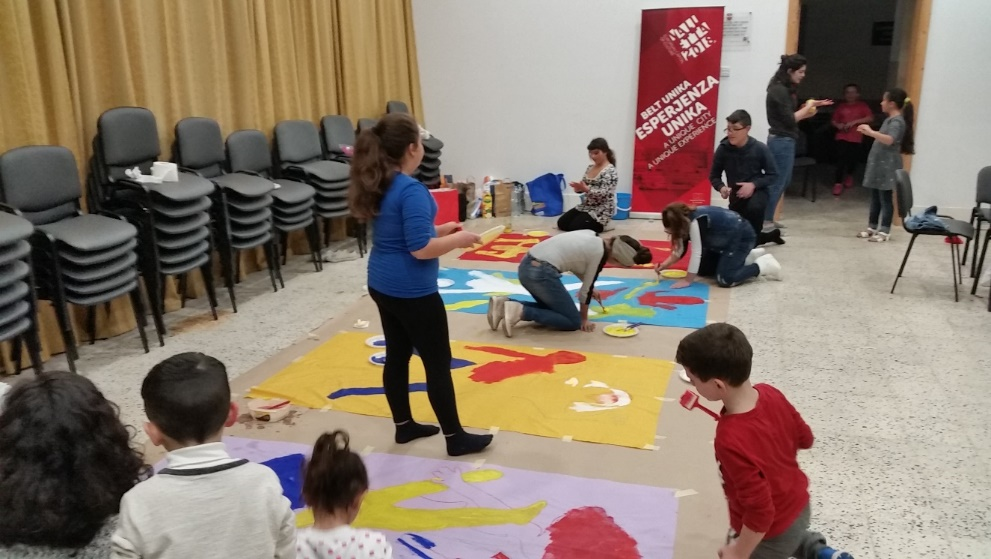 BELT UNIKA
ESPERJENZA
UNIKA
A UNIQUE CITY
A UNIQUE EXPERIENCE